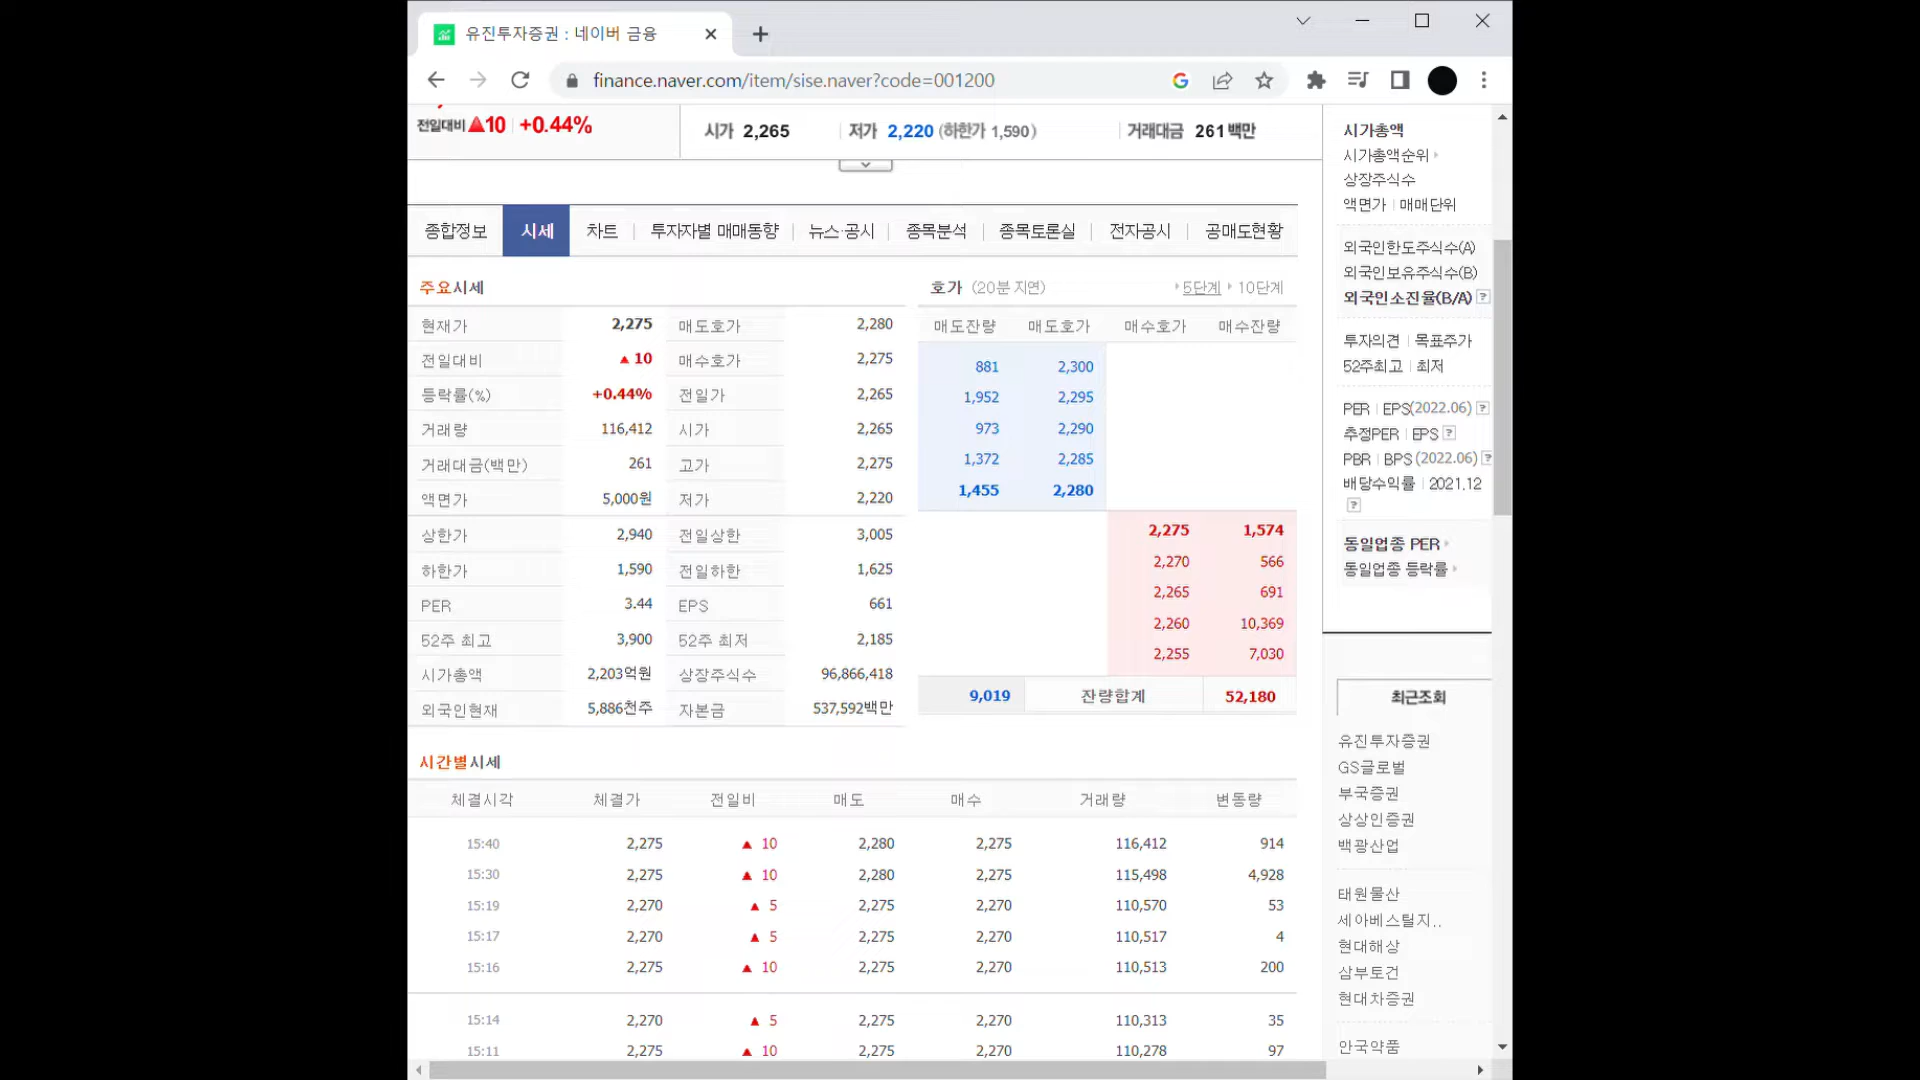 유진투자증권 : 네이버 금융
finance.naver.com/item/sise.naver?code=001200
전일대비 ▲10 +0.44%
시가 2,265 저가 2,220 (하한가 1,590) 거래대금 261백만
종합정보 시세 차트 투자자별 매매동향 뉴스·공시 종목분석 종목토론실 전자공시 공매도현황
주요시세
현재가 2,275 매도호가 2,280
전일대비 ▲ 10 매수호가 2,275
등락률(%) +0.44% 전일가 2,265
거래량 116,412 시가 2,265
거래대금(백만) 261 고가 2,275
액면가 5,000원 저가 2,220
상한가 2,940 전일상한 3,005
하한가 1,590 전일하한 1,625
PER 3.44 EPS 661
52주 최고 3,900 52주 최저 2,185
시가총액 2,203억원 상장주식수 96,866,418
외국인현재 5,886천주 자본금 537,592백만
호가 (20분 지연) 5단계 10단계
매도잔량 매도호가 매수호가 매수잔량
881 2,300
1,952 2,295
973 2,290
1,372 2,285
1,455 2,280
2,275 1,574
2,270 566
2,265 691
2,260 10,369
2,255 7,030
9,019 잔량합계 52,180
시간별시세
체결시각 체결가 전일비 매도 매수 거래량 변동량
15:40 2,275 ▲ 10 2,280 2,275 116,412 914
15:30 2,275 ▲ 10 2,280 2,275 115,498 4,928
15:19 2,270 ▲ 5 2,275 2,270 110,570 53
15:17 2,270 ▲ 5 2,275 2,270 110,517 4
15:16 2,275 ▲ 10 2,275 2,270 110,513 200
15:14 2,270 ▲ 5 2,275 2,270 110,313 35
15:11 2,275 ▲ 10 2,275 2,270 110,278 97
시가총액
시가총액순위
상장주식수
액면가 | 매매단위
외국인한도주식수(A)
외국인보유주식수(B)
외국인소진율(B/A) ?
투자의견 | 목표주가
52주최고 | 최저
PER | EPS(2022.06) ?
추정PER | EPS ?
PBR | BPS (2022.06) ?
배당수익률 | 2021.12
?
동일업종 PER
동일업종 등락률
최근조회
유진투자증권
GS글로벌
부국증권
상상인증권
백광산업
태원물산
세아베스틸지..
현대해상
삼부토건
현대차증권
안국약품